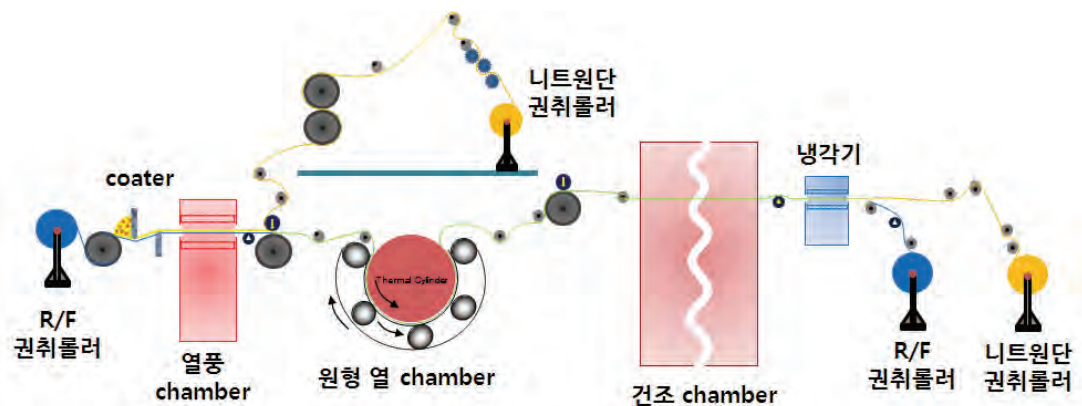 니트원단
권취롤러
coater
냉각기
Thermal Cylinder
R/F
권취롤러
열풍
chamber
원형 열 chamber
건조 chamber
R/F
권취롤러
니트원단
권취롤러